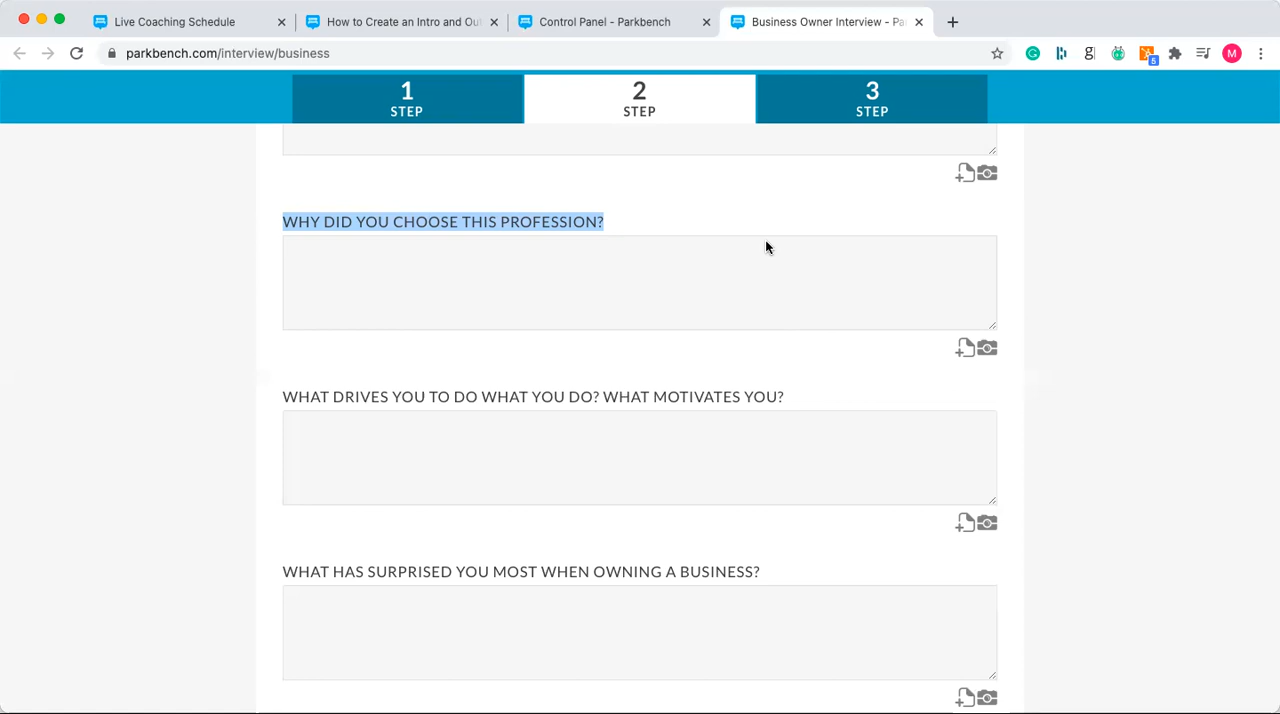 Live Coaching Schedule
How to Create an Intro and Ou
Control Panel - Parkbench
Business Owner Interview - Pa
parkbench.com/interview/business
5
M
1
STEP
2
STEP
3
STEP
WHY DID YOU CHOOSE THIS PROFESSION?
WHAT DRIVES YOU TO DO WHAT YOU DO? WHAT MOTIVATES YOU?
WHAT HAS SURPRISED YOU MOST WHEN OWNING A BUSINESS?